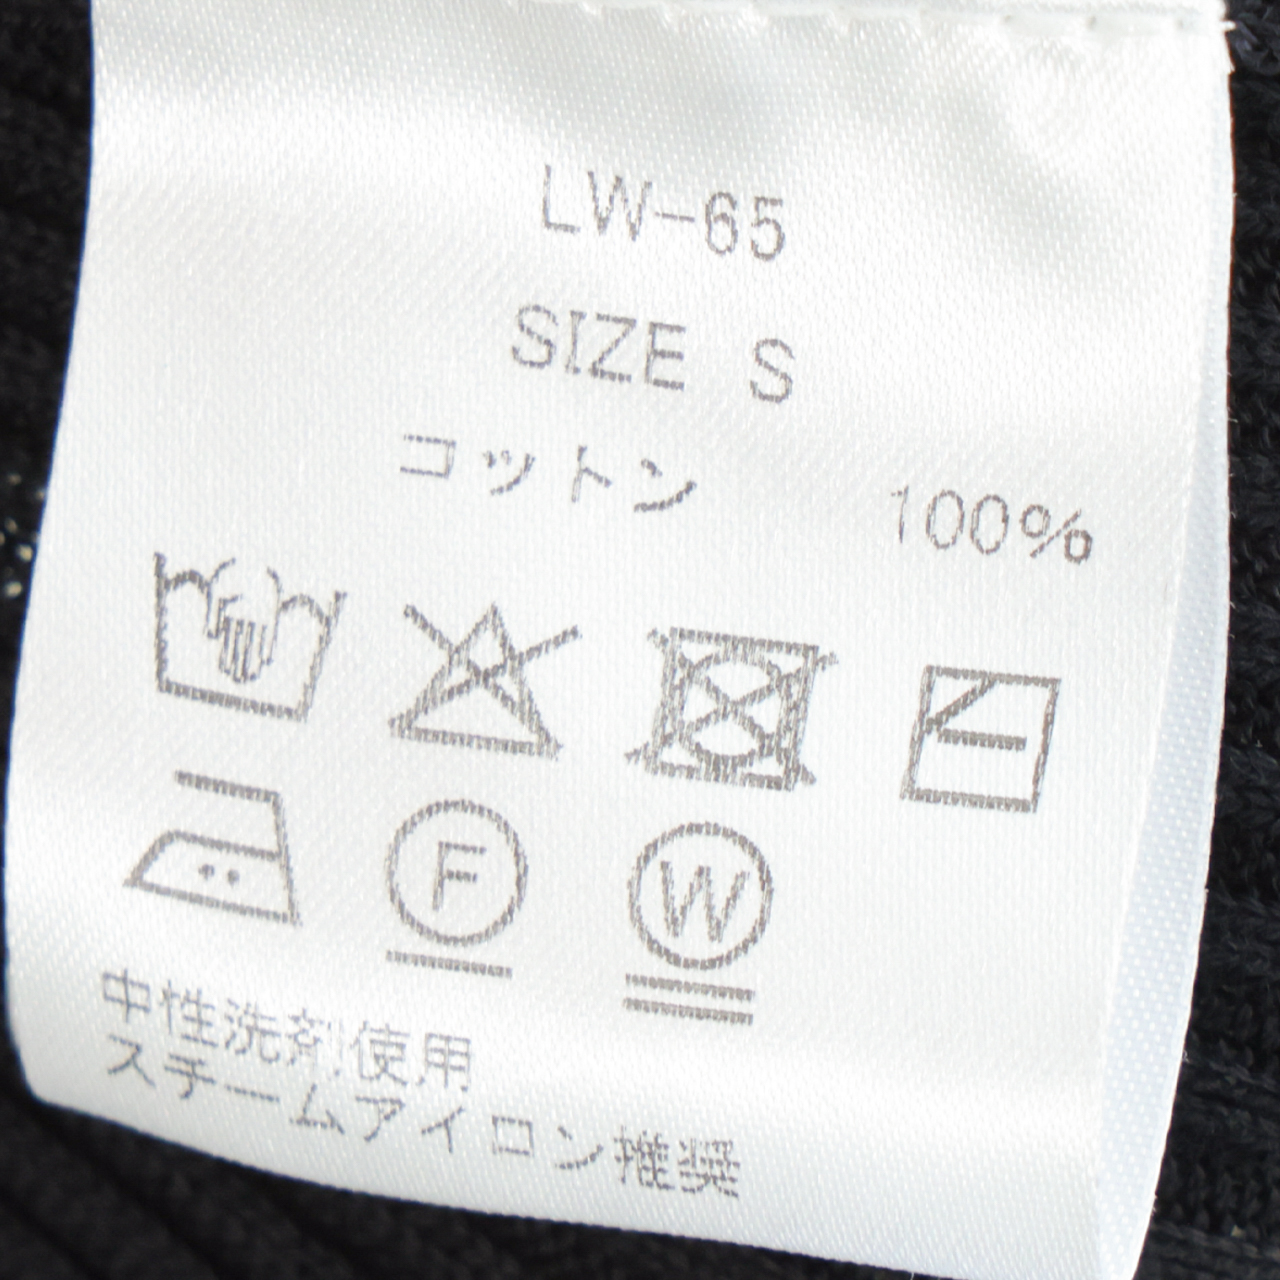 LW-65
SIZE S
コットン 100%
F W
中性洗剤使用
スチームアイロン推奨